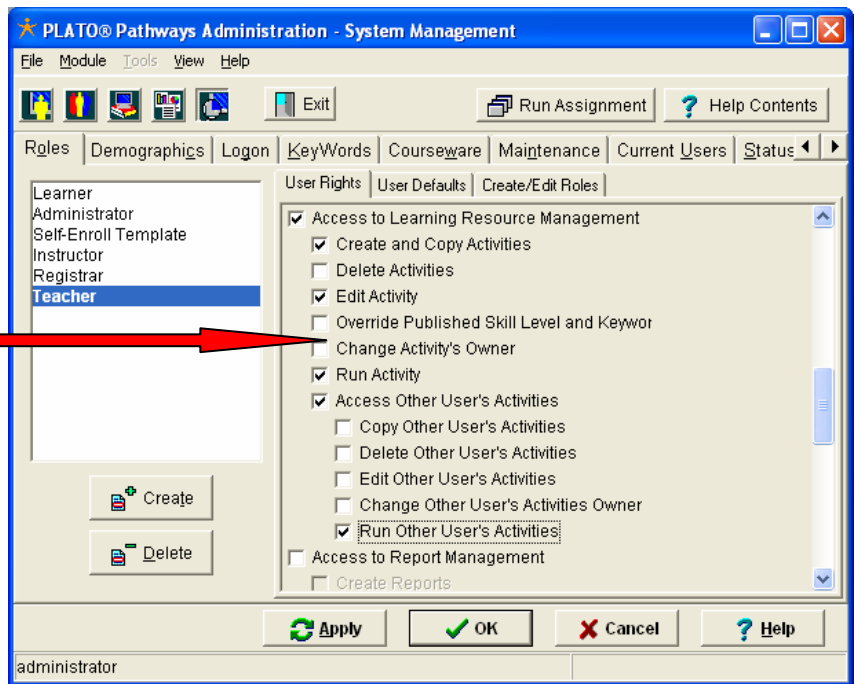 PLATO® Pathways Administration - System Management
File Module Tools View Help
Exit Run Assignment Help Contents
Roles Demographics Logon KeyWords Courseware Maintenance Current Users Status
User Rights User Defaults Create/Edit Roles
Learner
Administrator
Self-Enroll Template
Instructor
Registrar
Teacher
Access to Learning Resource Management
Create and Copy Activities
Delete Activities
Edit Activity
Override Published Skill Level and Keywor
Change Activity's Owner
Run Activity
Access Other User's Activities
Copy Other User's Activities
Delete Other User's Activities
Edit Other User's Activities
Change Other User's Activities Owner
Run Other User's Activities
Access to Report Management
Create Reports
Create
Delete
Apply OK Cancel Help
administrator